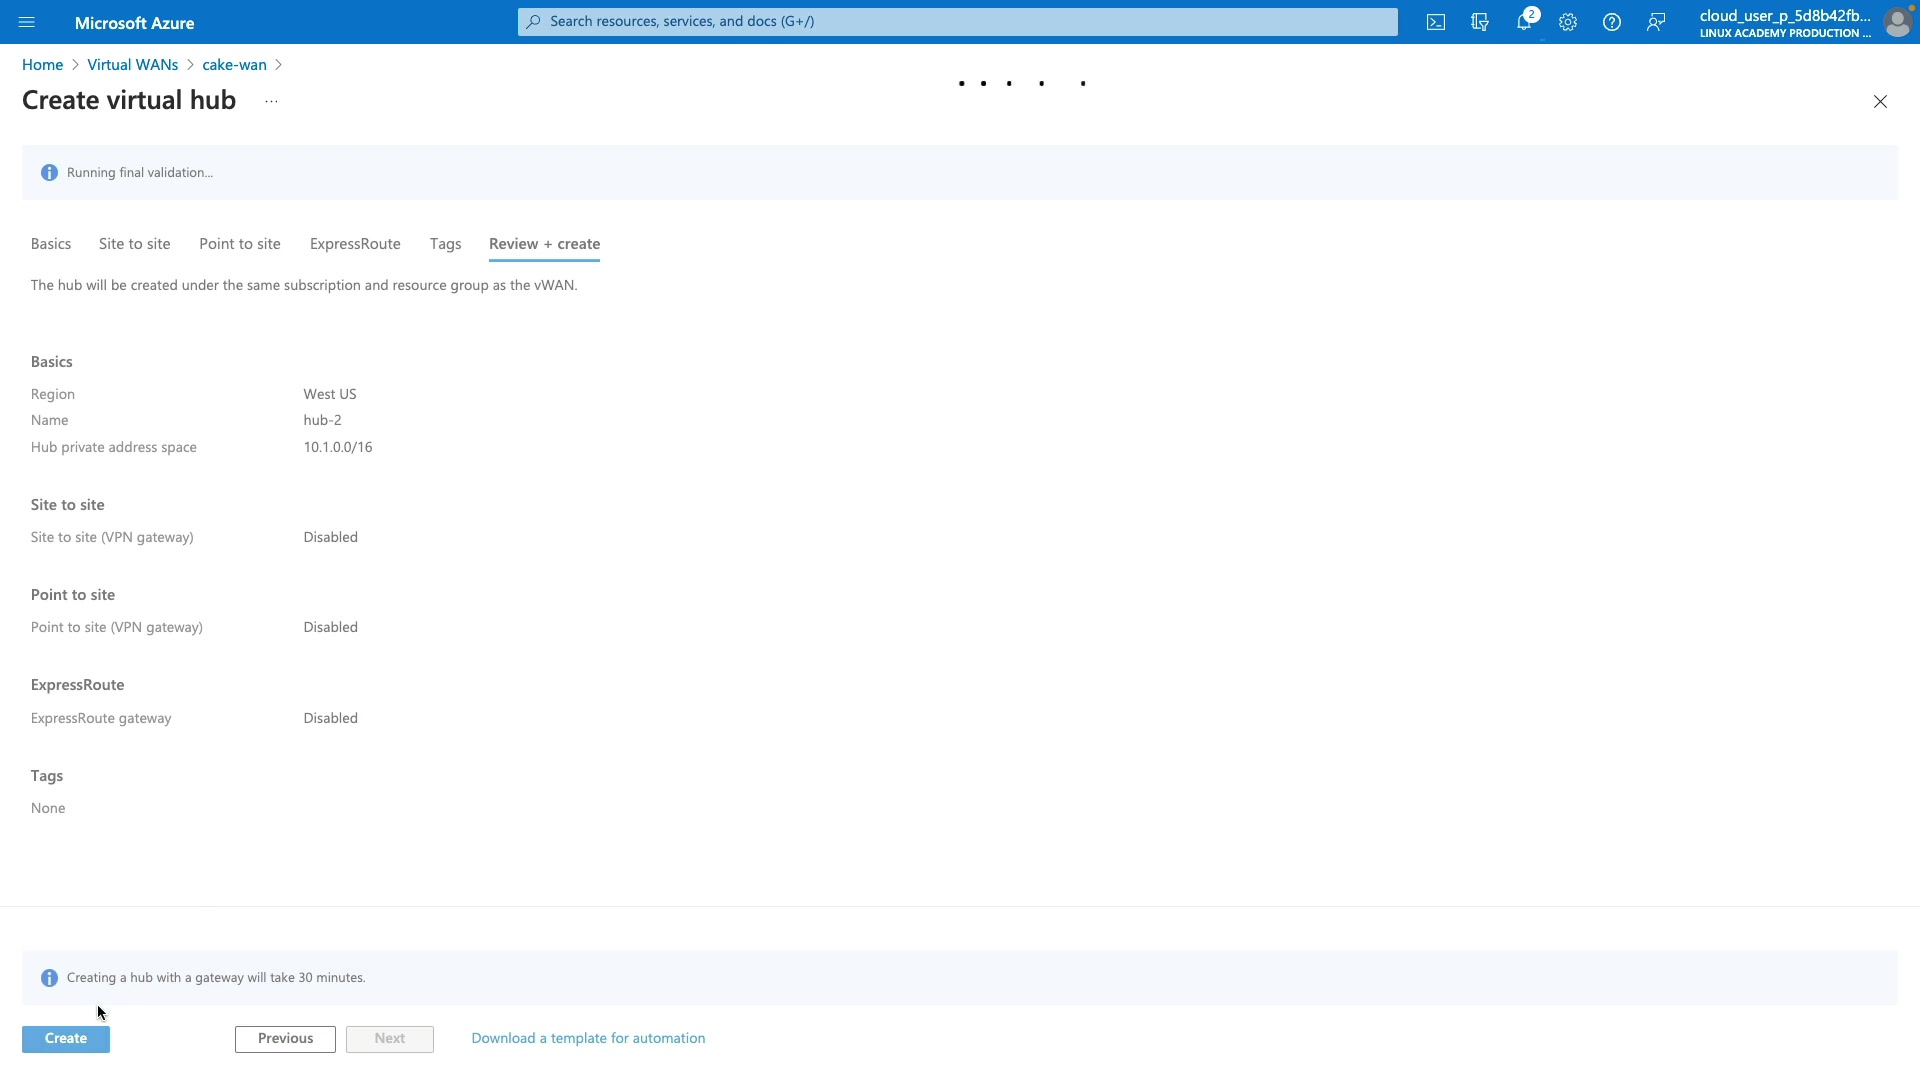 Microsoft Azure
Search resources, services, and docs (G+/)
2
cloud_user_p_5d8b42fb...
LINUX ACADEMY PRODUCTION ...
Home > Virtual WANs > cake-wan >
Create virtual hub ...
Running final validation...
Basics Site to site Point to site ExpressRoute Tags Review + create
The hub will be created under the same subscription and resource group as the vWAN.
Basics
Region West US
Name hub-2
Hub private address space 10.1.0.0/16
Site to site
Site to site (VPN gateway) Disabled
Point to site
Point to site (VPN gateway) Disabled
ExpressRoute
ExpressRoute gateway Disabled
Tags
None
Creating a hub with a gateway will take 30 minutes.
Create Previous Next Download a template for automation